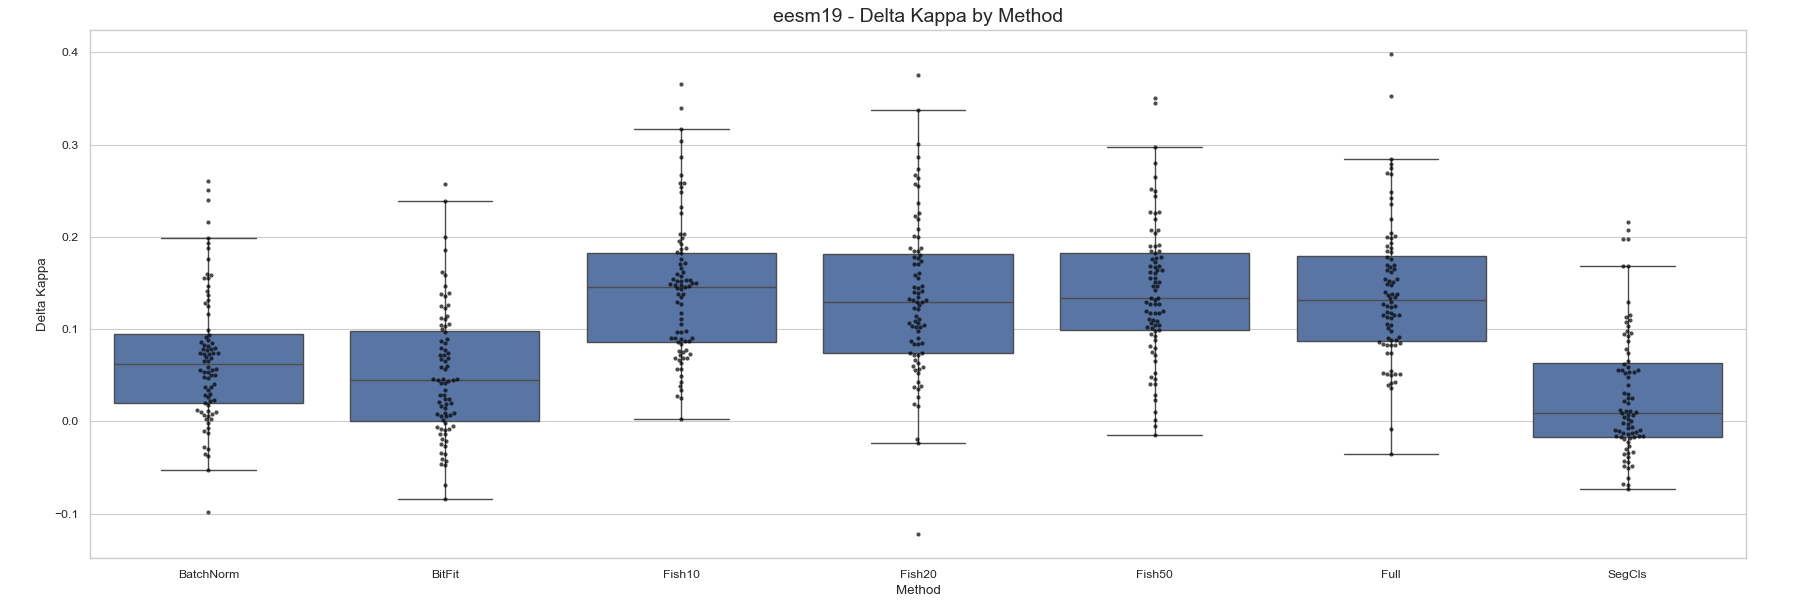 eesm19 - Delta Kappa by Method
0.4
0.3
0.2
0.1
0.0
−0.1
Delta Kappa
BatchNorm
BitFit
Fish10
Fish20
Fish50
Full
SegCls
Method